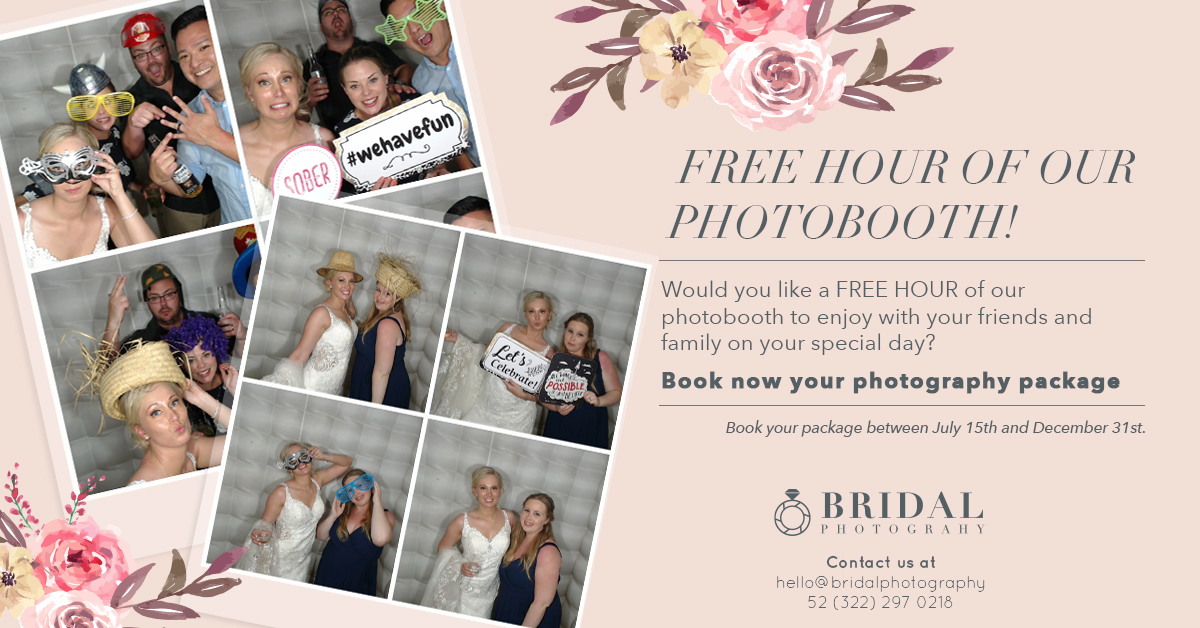 #wehavefun
SOBER
Let's
Celebrate!
POSSIBLE
FREE HOUR OF OUR
PHOTOBOOTH!
Would you like a FREE HOUR of our
photobooth to enjoy with your friends and
family on your special day?
Book now your photography package
Book your package between July 15th and December 31st.
BRIDAL
PHOTOGRAHY
Contact us at
hello@bridalphotography
52 (322) 297 0218